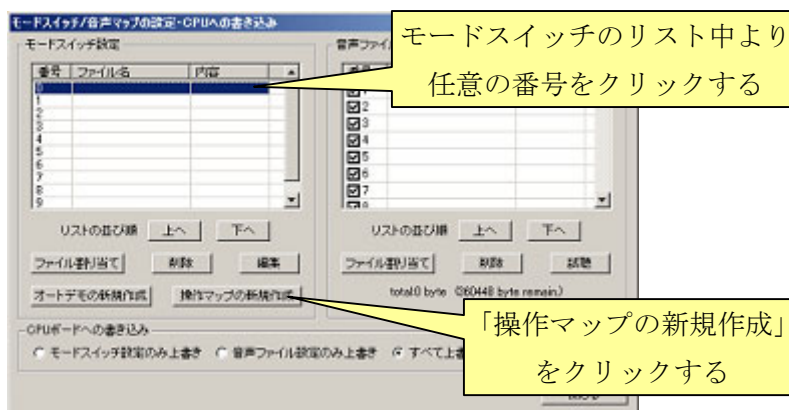 モードスイッチ/音声マップの設定・CPUへの書き込み
モードスイッチのリスト中より
任意の番号をクリックする
モードスイッチ設定
音声ファイル
番号 ファイル名 内容
0
1
2
3
4
5
6
7
8
9
1
2
3
4
5
6
7
8
リストの並び順 上へ 下へ
リストの並び順 上へ 下へ
ファイル割り当て 削除 編集
ファイル割り当て 削除 試聴
オートデモの新規作成 操作マップの新規作成
total:0 byte (360448 byte remain)
「操作マップの新規作成」
をクリックする
CPUボードへの書き込み
モードスイッチ設定のみ上書き 音声ファイル設定のみ上書き すべて上書